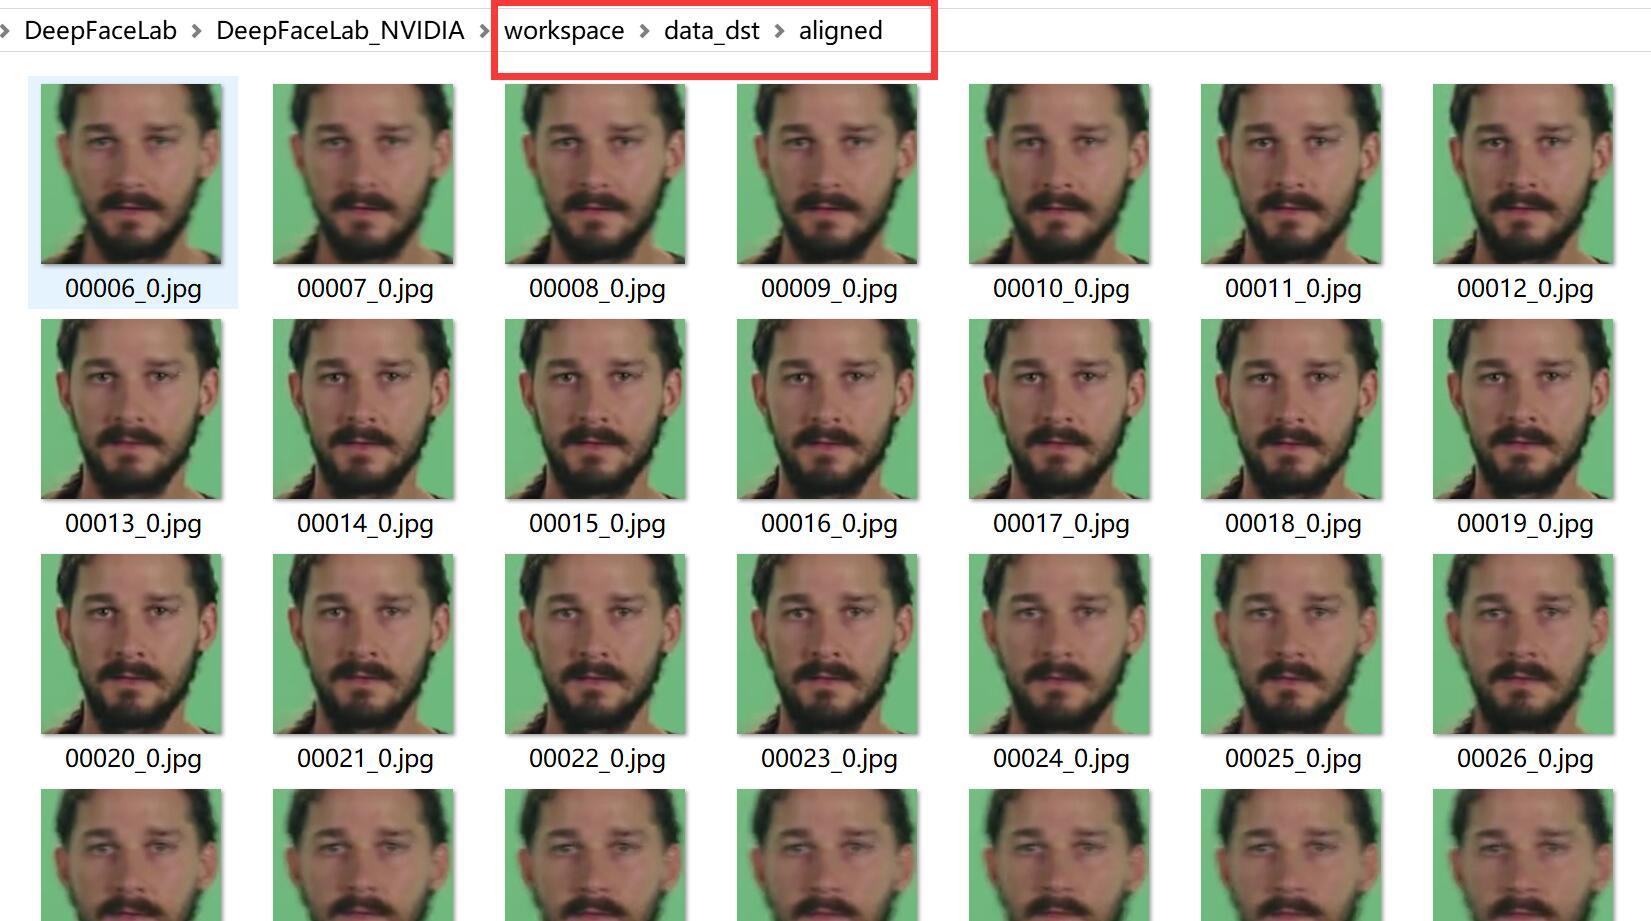 DeepFaceLab > DeepFaceLab_NVIDIA > workspace > data_dst > aligned
00006_0.jpg 00007_0.jpg 00008_0.jpg 00009_0.jpg 00010_0.jpg 00011_0.jpg 00012_0.jpg
00013_0.jpg 00014_0.jpg 00015_0.jpg 00016_0.jpg 00017_0.jpg 00018_0.jpg 00019_0.jpg
00020_0.jpg 00021_0.jpg 00022_0.jpg 00023_0.jpg 00024_0.jpg 00025_0.jpg 00026_0.jpg